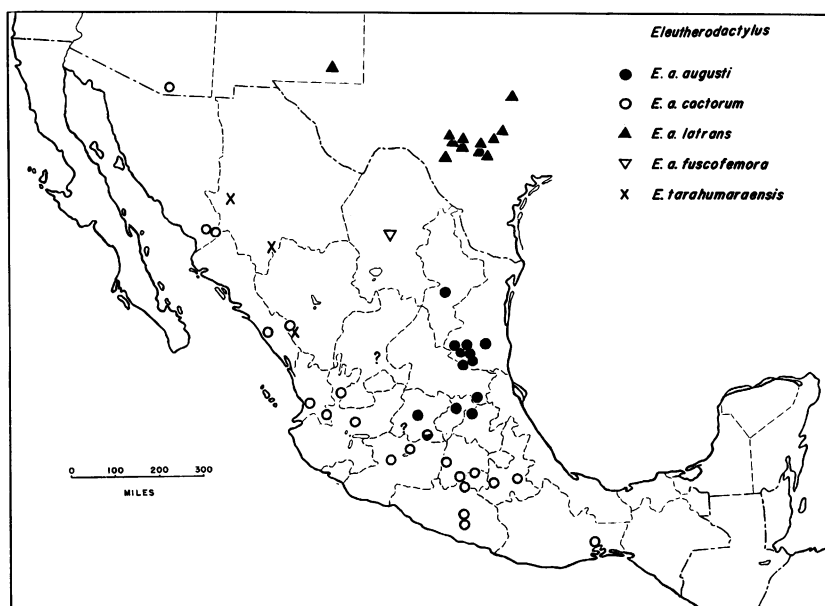 Eleutherodactylus
● E. a. augusti
○ E. a. cactorum
▲ E. a. latrans
▽ E. a. fuscofemora
X E. tarahumaraensis
?
?
0 100 200 300
MILES